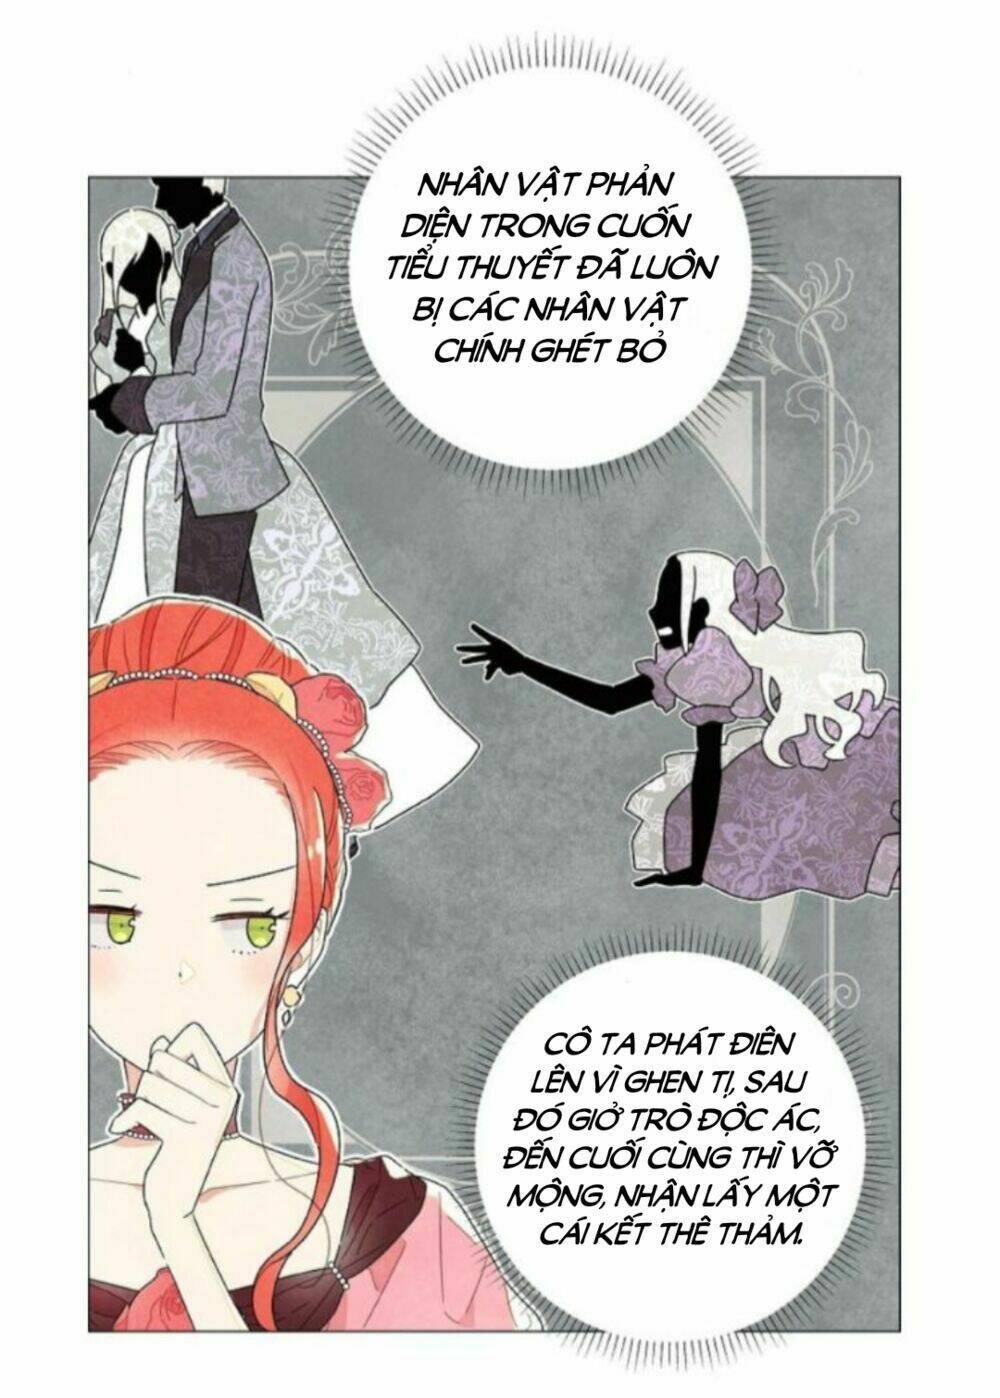 NHÂN VẬT PHẢN
DIỆN TRONG CUỐN
TIỂU THUYẾT ĐÃ LUÔN
BỊ CÁC NHÂN VẬT
CHÍNH GHÉT BỎ
CÔ TA PHÁT ĐIÊN
LÊN VÌ GHEN TỊ, SAU
ĐÓ GIỞ TRÒ ĐỘC ÁC,
ĐẾN CUỐI CÙNG THÌ VỠ
MỘNG, NHẬN LẤY MỘT
CÁI KẾT THÊ THẢM.